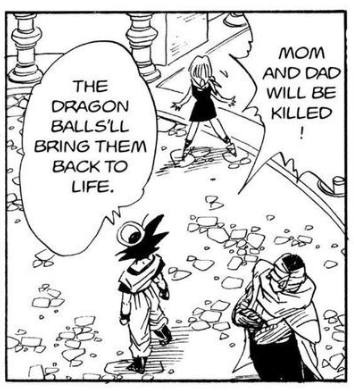 MOM
AND DAD
WILL BE
KILLED
!
THE
DRAGON
BALLS'LL
BRING THEM
BACK TO
LIFE.